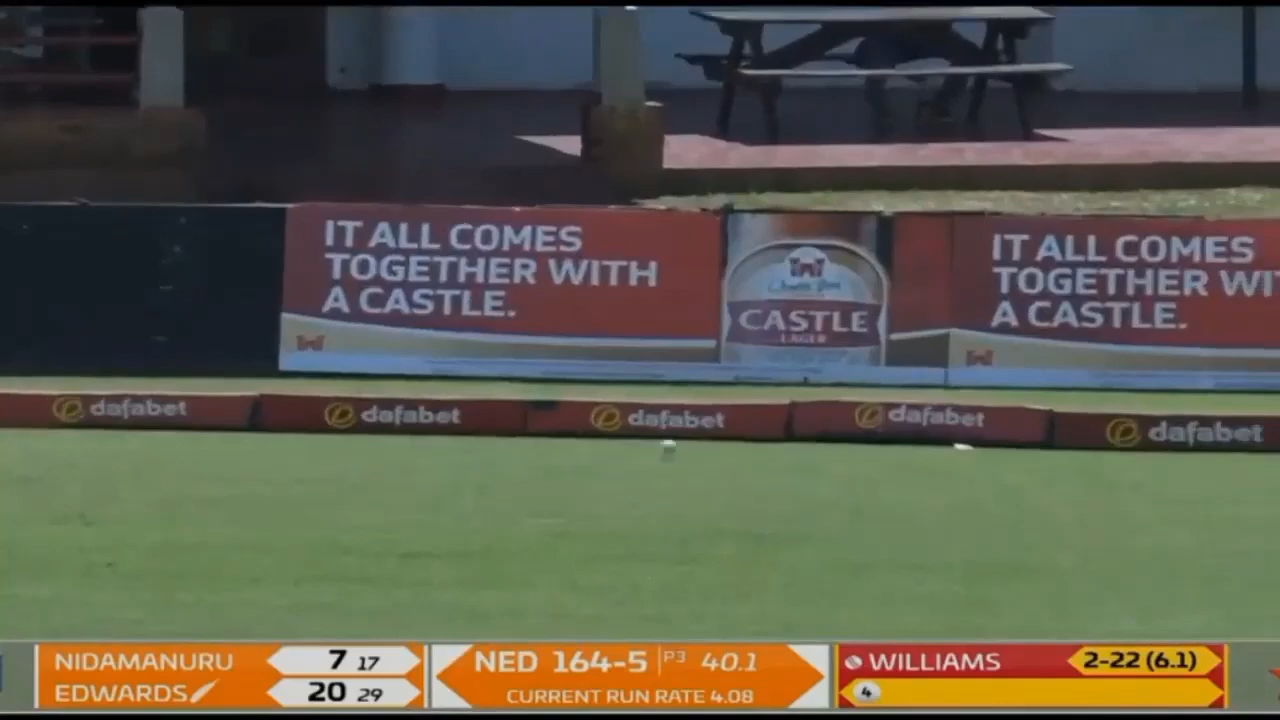 IT ALL COMES
TOGETHER WITH
A CASTLE.
CASTLE
LAGER
IT ALL COMES
TOGETHER WI
A CASTLE.
dafabet dafabet dafabet dafabet dafabet
NIDAMANURU 7 17
EDWARDS 20 29
NED 164-5 P3 40.1
CURRENT RUN RATE 4.08
WILLIAMS 2-22 (6.1)
4